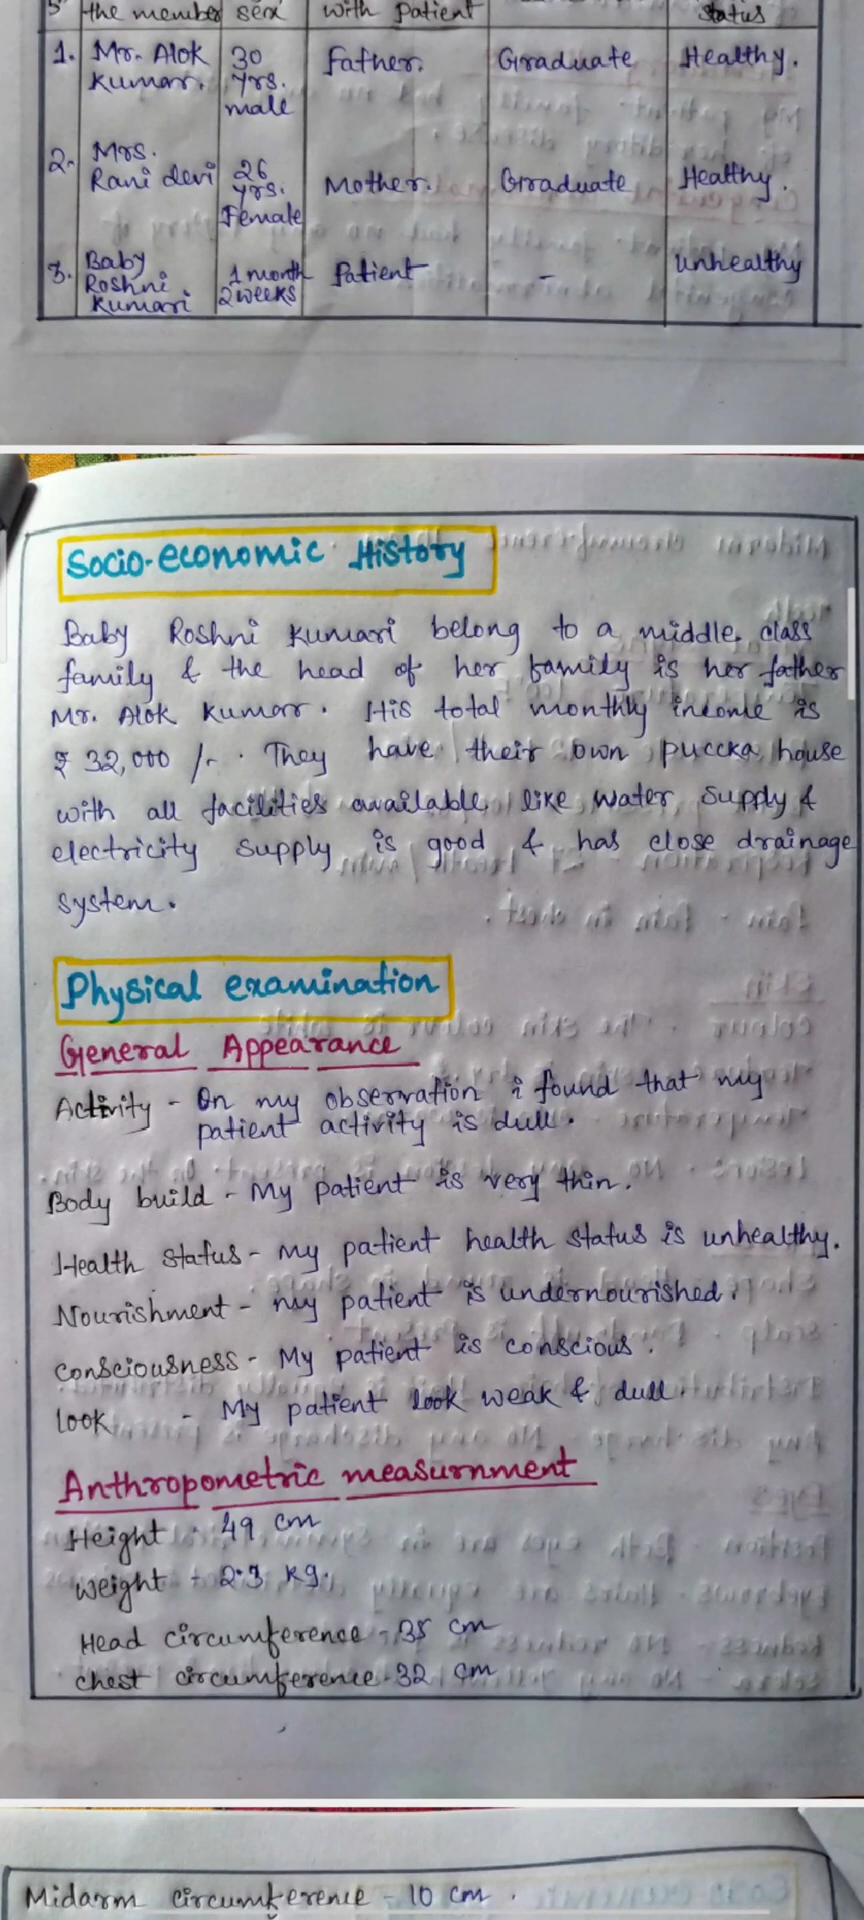 the member sex with Patient status
1. Mr. Alok 30 Father. Graduate Healthy.
Kumar. yrs.
male
2. Mrs.
Rani devi 26 Mother. Graduate Healthy.
yrs.
Female
3. Baby 1 month Patient - unhealthy
Roshni 2 weeks
Kumari
Socio-economic History
Baby Roshni Kumari belong to a middle class
family & the head of her family is her father
Mr. Alok Kumar. His total monthly income is
₹ 32,000 /-. They have their own puccka house
with all facilities available like water supply &
electricity supply is good & has close drainage
system.
Physical examination
General Appearance
Activity - On my observation i found that my
patient activity is dull.
Body build - My patient is very thin.
Health status - my patient health status is unhealthy.
Nourishment - my patient is undernourished.
consciousness - My patient is conscious.
look - My patient look weak & dull.
Anthropometric measurnment
Height - 49 cm
weight - 2.3 kg.
Head circumference - 35 cm
chest circumference - 32 cm
Midarm circumference - 10 cm.